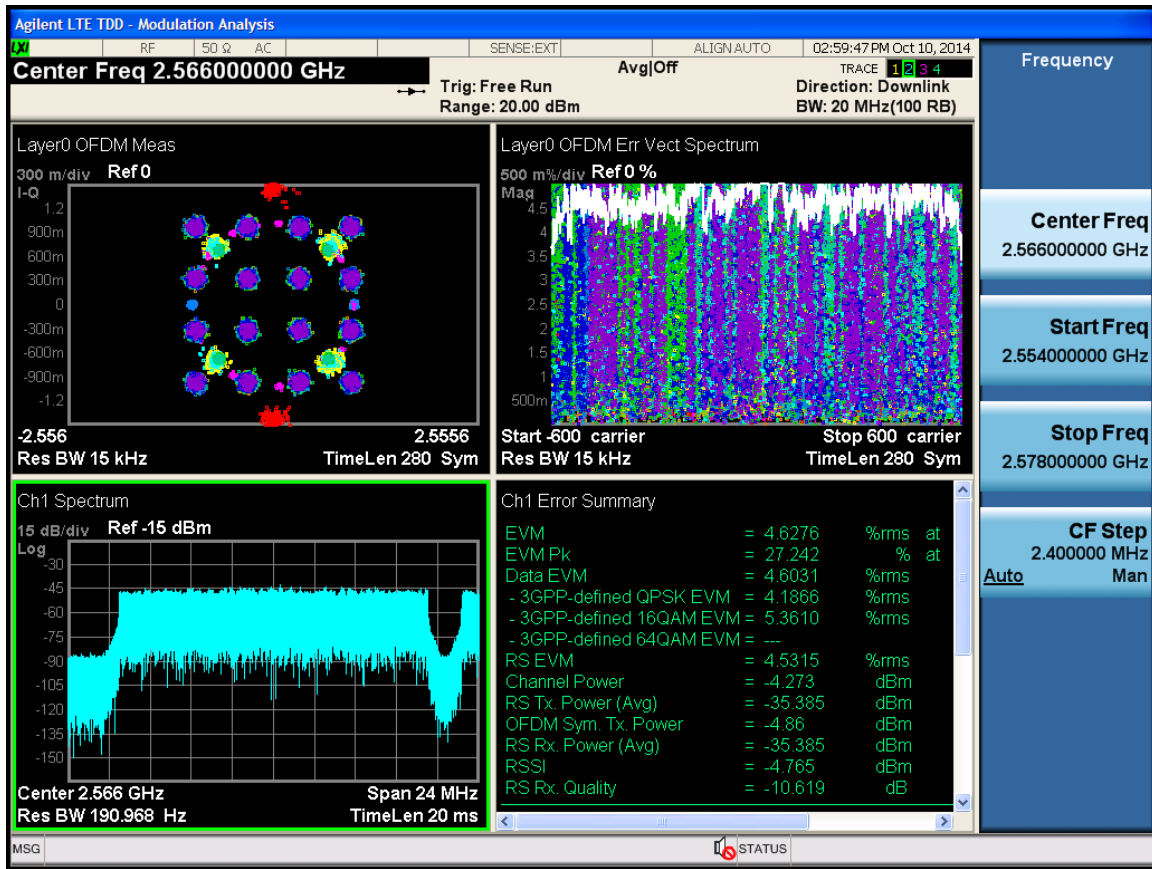 Agilent LTE TDD - Modulation Analysis
LXI RF 50 Ω AC SENSE:EXT ALIGN AUTO 02:59:47 PM Oct 10, 2014
Center Freq 2.566000000 GHz
Avg|Off
TRACE 1 2 3 4
Trig: Free Run
Direction: Downlink
Range: 20.00 dBm
BW: 20 MHz(100 RB)
Layer0 OFDM Meas
300 m/div Ref 0
I-Q
1.2
900m
600m
300m
0
-300m
-600m
-900m
-1.2
-2.556 2.5556
Res BW 15 kHz TimeLen 280 Sym
Layer0 OFDM Err Vect Spectrum
500 m%/div Ref 0 %
Mag
4.5
4
3.5
3
2.5
2
1.5
1
500m
Start -600 carrier Stop 600 carrier
Res BW 15 kHz TimeLen 280 Sym
Ch1 Spectrum
15 dB/div Ref -15 dBm
Log
-30
-45
-60
-75
-90
-105
-120
-135
-150
Center 2.566 GHz Span 24 MHz
Res BW 190.968 Hz TimeLen 20 ms
Ch1 Error Summary
EVM = 4.6276 %rms at
EVM Pk = 27.242 % at
Data EVM = 4.6031 %rms
- 3GPP-defined QPSK EVM = 4.1866 %rms
- 3GPP-defined 16QAM EVM = 5.3610 %rms
- 3GPP-defined 64QAM EVM = ---
RS EVM = 4.5315 %rms
Channel Power = -4.273 dBm
RS Tx. Power (Avg) = -35.385 dBm
OFDM Sym. Tx. Power = -4.86 dBm
RS Rx. Power (Avg) = -35.385 dBm
RSSI = -4.765 dBm
RS Rx. Quality = -10.619 dB
Frequency
Center Freq
2.566000000 GHz
Start Freq
2.554000000 GHz
Stop Freq
2.578000000 GHz
CF Step
2.400000 MHz
Auto Man
MSG STATUS